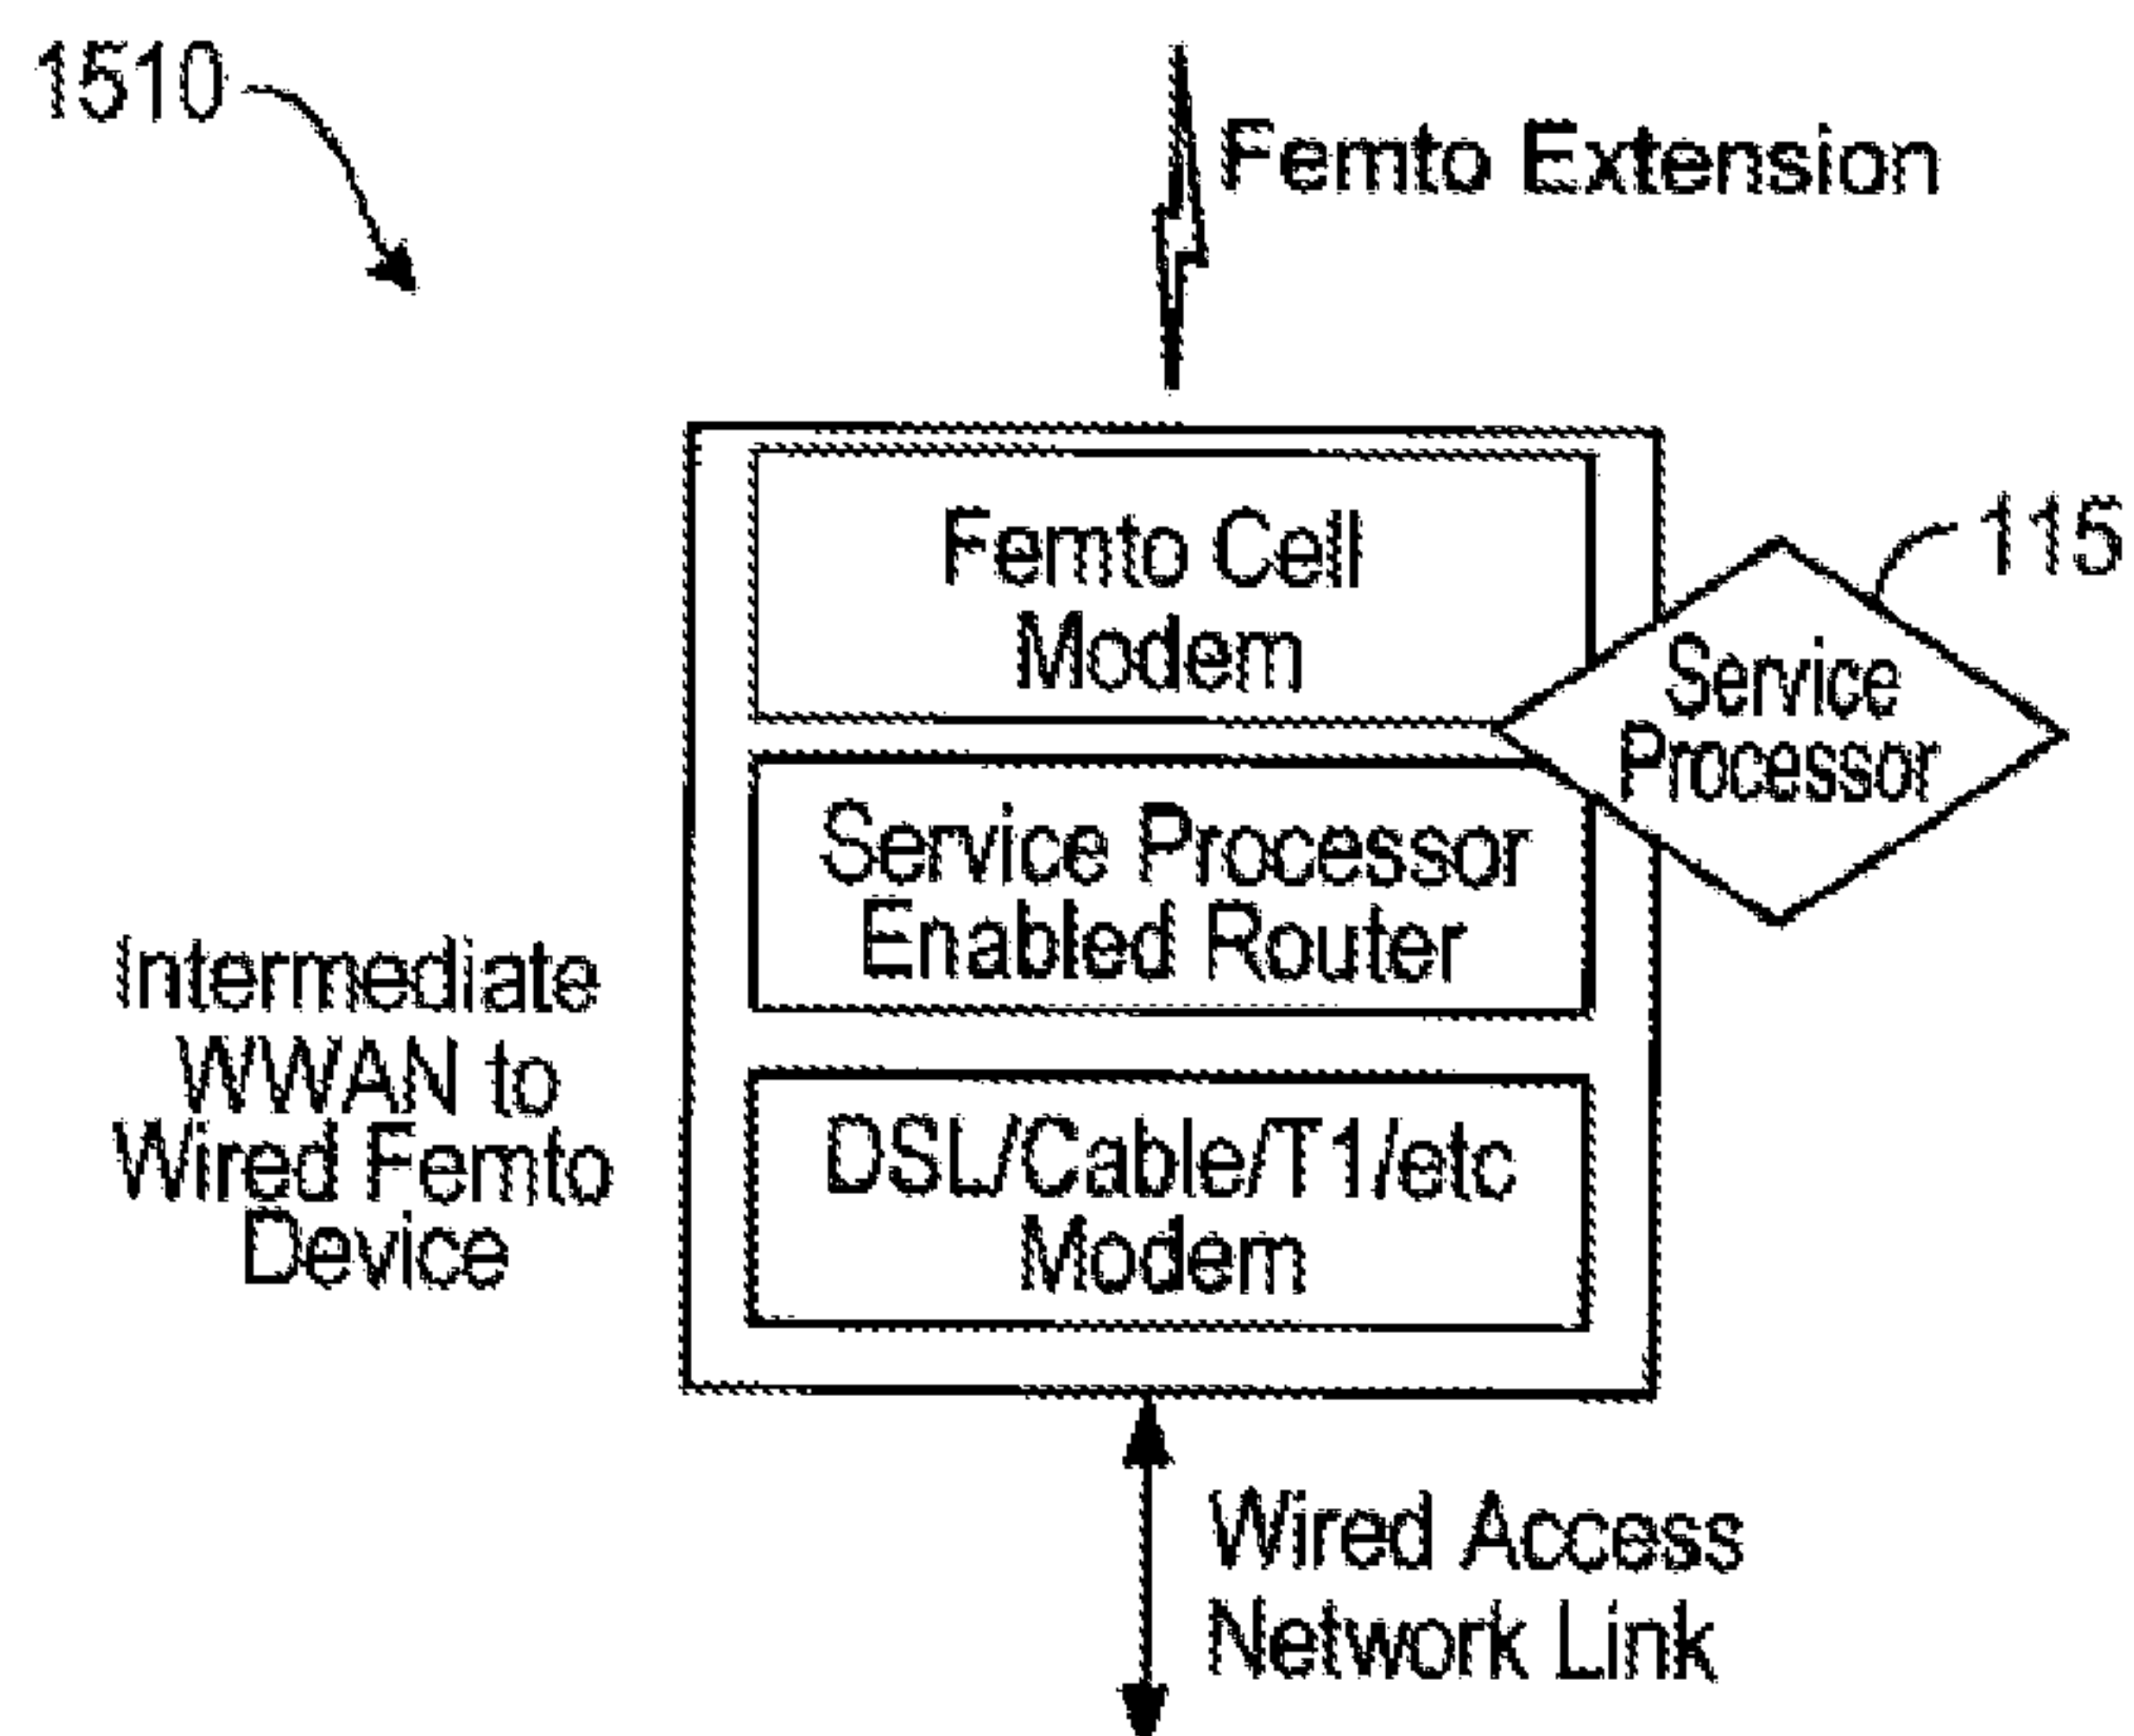 1510
Femto Extension
Femto Cell
Modem
115
Service
Processor
Service Processor
Enabled Router
Intermediate
WWAN to
Wired Femto
Device
DSL/Cable/T1/etc
Modem
Wired Access
Network Link